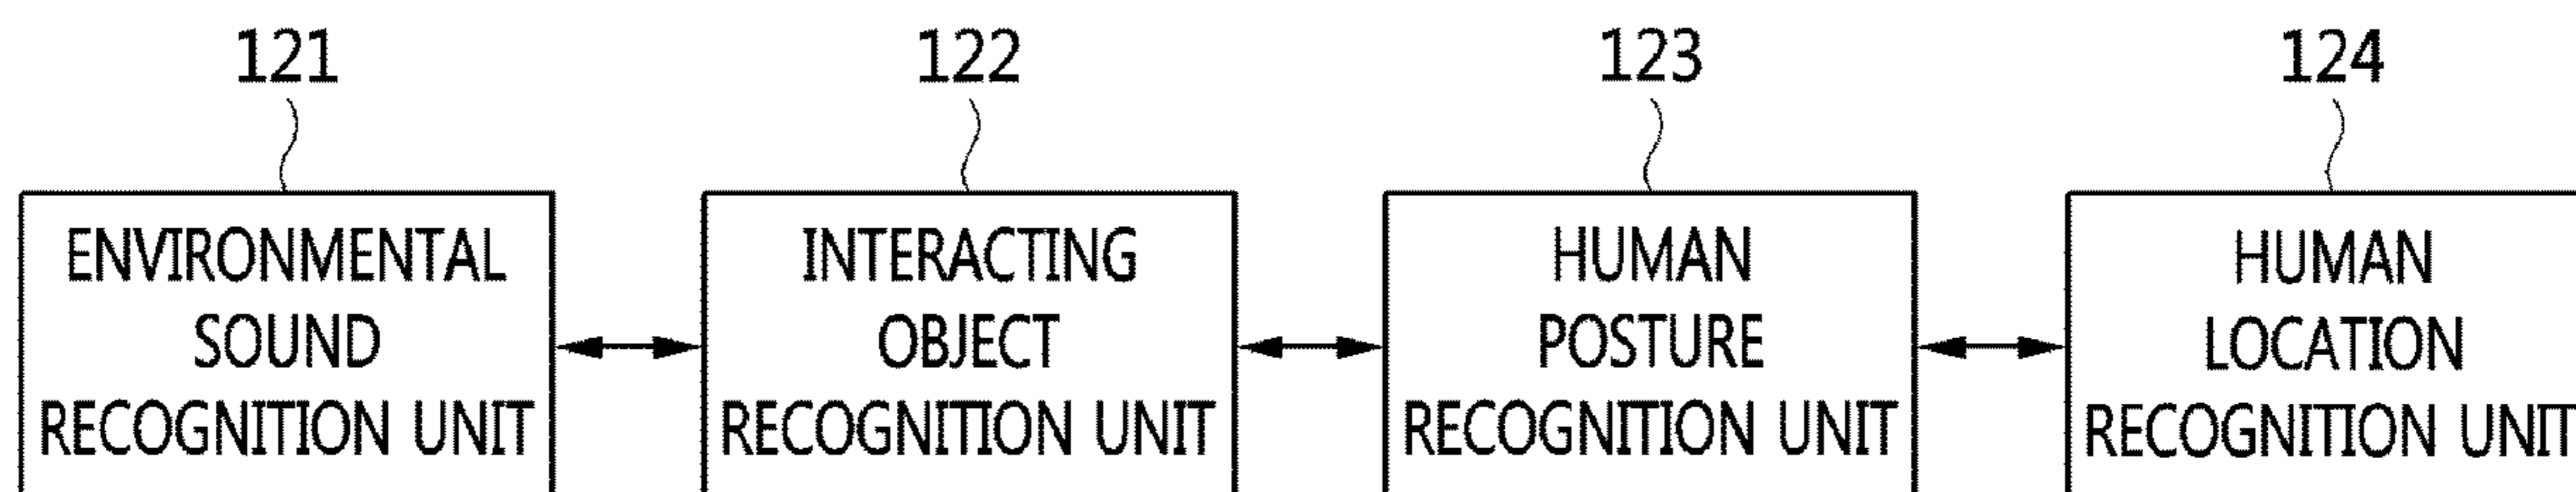 121
122
123
124
ENVIRONMENTAL
SOUND
RECOGNITION UNIT
INTERACTING
OBJECT
RECOGNITION UNIT
HUMAN
POSTURE
RECOGNITION UNIT
HUMAN
LOCATION
RECOGNITION UNIT